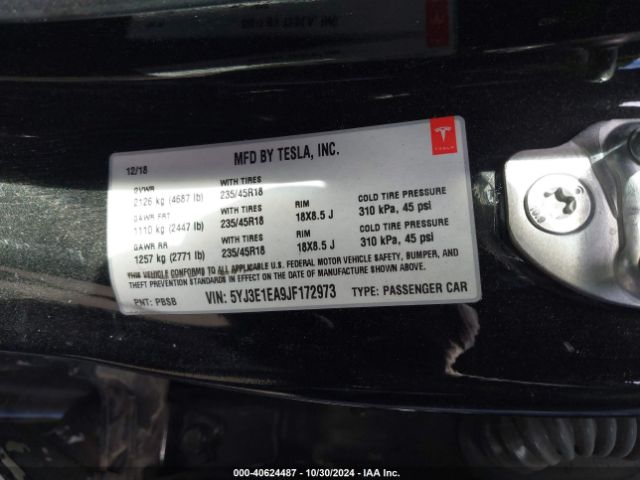 12/18 MFD BY TESLA, INC.
TESLA
GVWR WITH TIRES
2126 kg (4687 lb) 235/45R18
GAWR FRT WITH TIRES RIM COLD TIRE PRESSURE
1110 kg (2447 lb) 235/45R18 18X8.5 J 310 kPa, 45 psi
GAWR RR WITH TIRES RIM COLD TIRE PRESSURE
1257 kg (2771 lb) 235/45R18 18X8.5 J 310 kPa, 45 psi
THIS VEHICLE CONFORMS TO ALL APPLICABLE U.S. FEDERAL MOTOR VEHICLE SAFETY, BUMPER, AND
THEFT PREVENTION STANDARDS IN EFFECT ON THE DATE OF MANUFACTURE SHOWN ABOVE.
PNT: PBSB VIN: 5YJ3E1EA9JF172973 TYPE: PASSENGER CAR
000-40624487 - 10/30/2024 - IAA Inc.